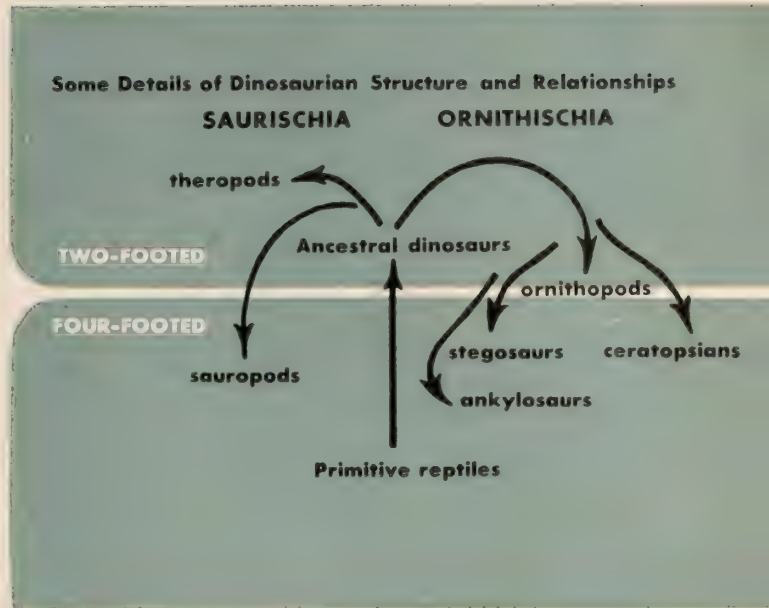 Some Details of Dinosaurian Structure and Relationships
SAURISCHIA ORNITHISCHIA
theropods
TWO-FOOTED
Ancestral dinosaurs
ornithopods
FOUR-FOOTED
sauropods
stegosaurs ceratopsians
ankylosaurs
Primitive reptiles